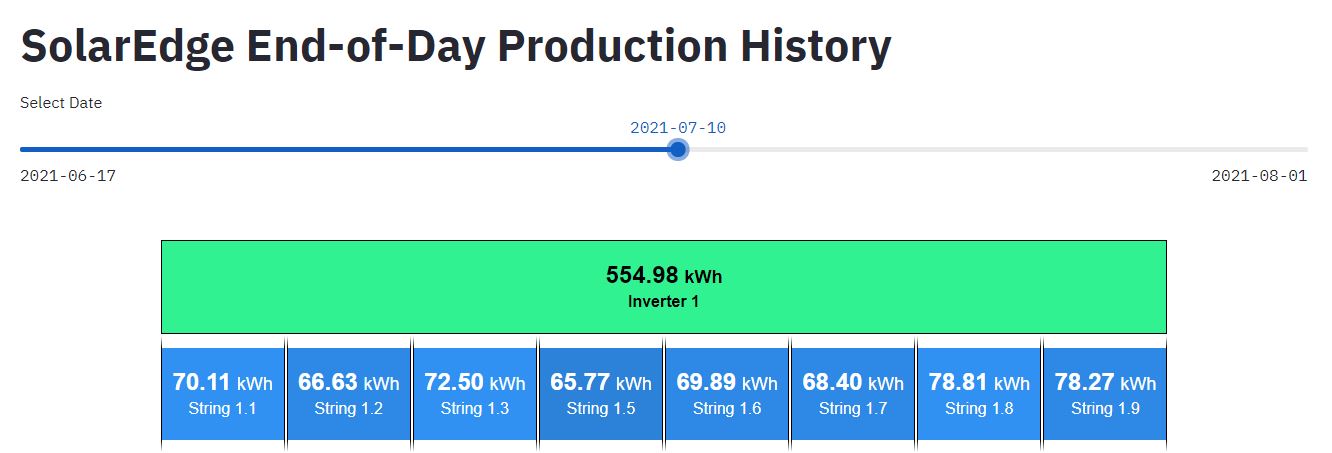 SolarEdge End-of-Day Production History
Select Date
2021-07-10
2021-06-17 2021-08-01
554.98 kWh
Inverter 1
70.11 kWh 66.63 kWh 72.50 kWh 65.77 kWh 69.89 kWh 68.40 kWh 78.81 kWh 78.27 kWh
String 1.1 String 1.2 String 1.3 String 1.5 String 1.6 String 1.7 String 1.8 String 1.9